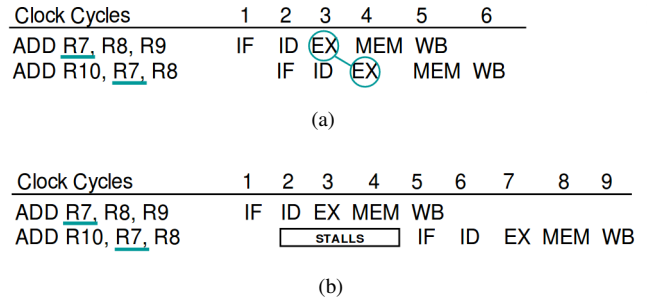 Clock Cycles 1 2 3 4 5 6
ADD R7, R8, R9 IF ID EX MEM WB
ADD R10, R7, R8 IF ID EX MEM WB
(a)
Clock Cycles 1 2 3 4 5 6 7 8 9
ADD R7, R8, R9 IF ID EX MEM WB
ADD R10, R7, R8 STALLS IF ID EX MEM WB
(b)